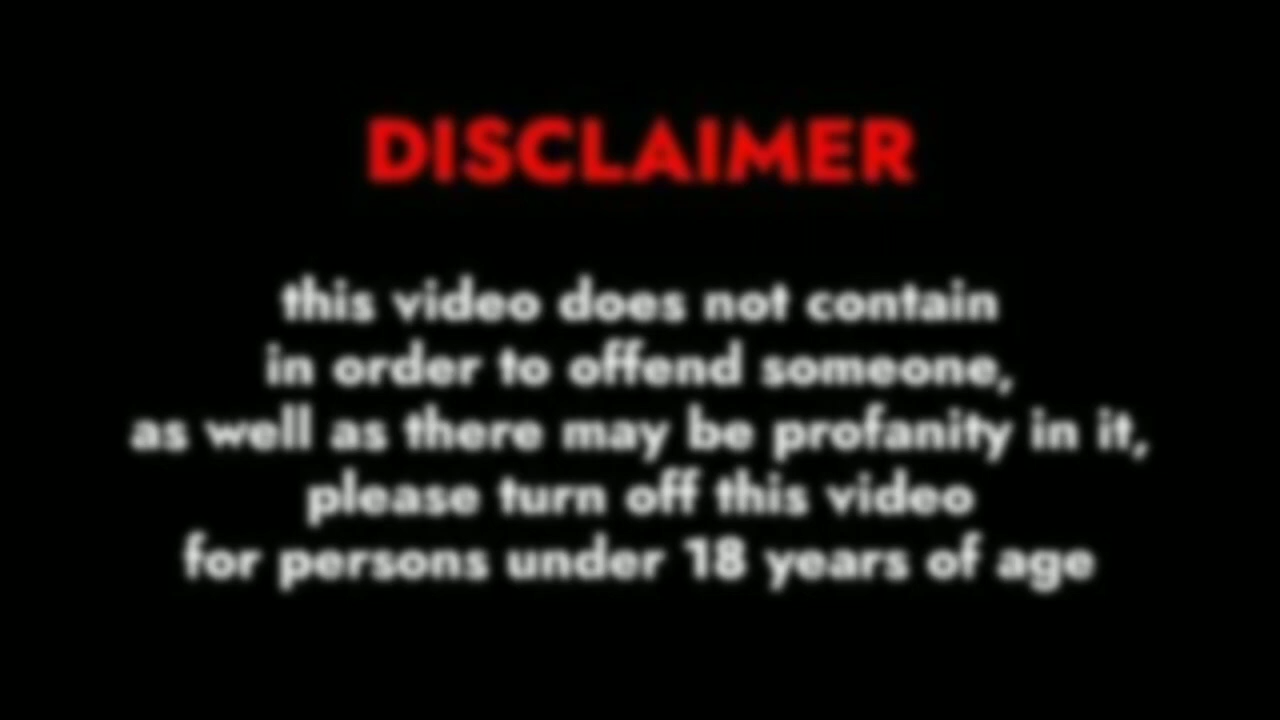 DISCLAIMER
this video does not contain
in order to offend someone,
as well as there may be profanity in it,
please turn off this video
for persons under 18 years of age